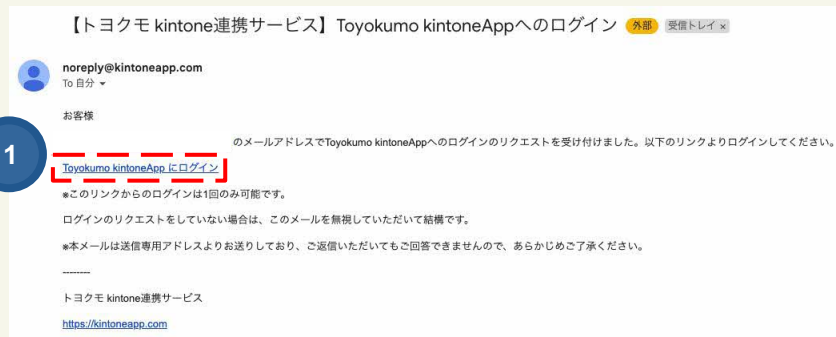 【トヨクモ kintone連携サービス】Toyokumo kintoneAppへのログイン 外部 受信トレイ ×
noreply@kintoneapp.com
To 自分
お客様
のメールアドレスでToyokumo kintoneAppへのログインのリクエストを受け付けました。以下のリンクよりログインしてください。
1
Toyokumo kintoneApp にログイン
※このリンクからのログインは1回のみ可能です。
ログインのリクエストをしていない場合は、このメールを無視していただいて結構です。
※本メールは送信専用アドレスよりお送りしており、ご返信いただいてもご回答できませんので、あらかじめご了承ください。
--------
トヨクモ kintone連携サービス
https://kintoneapp.com